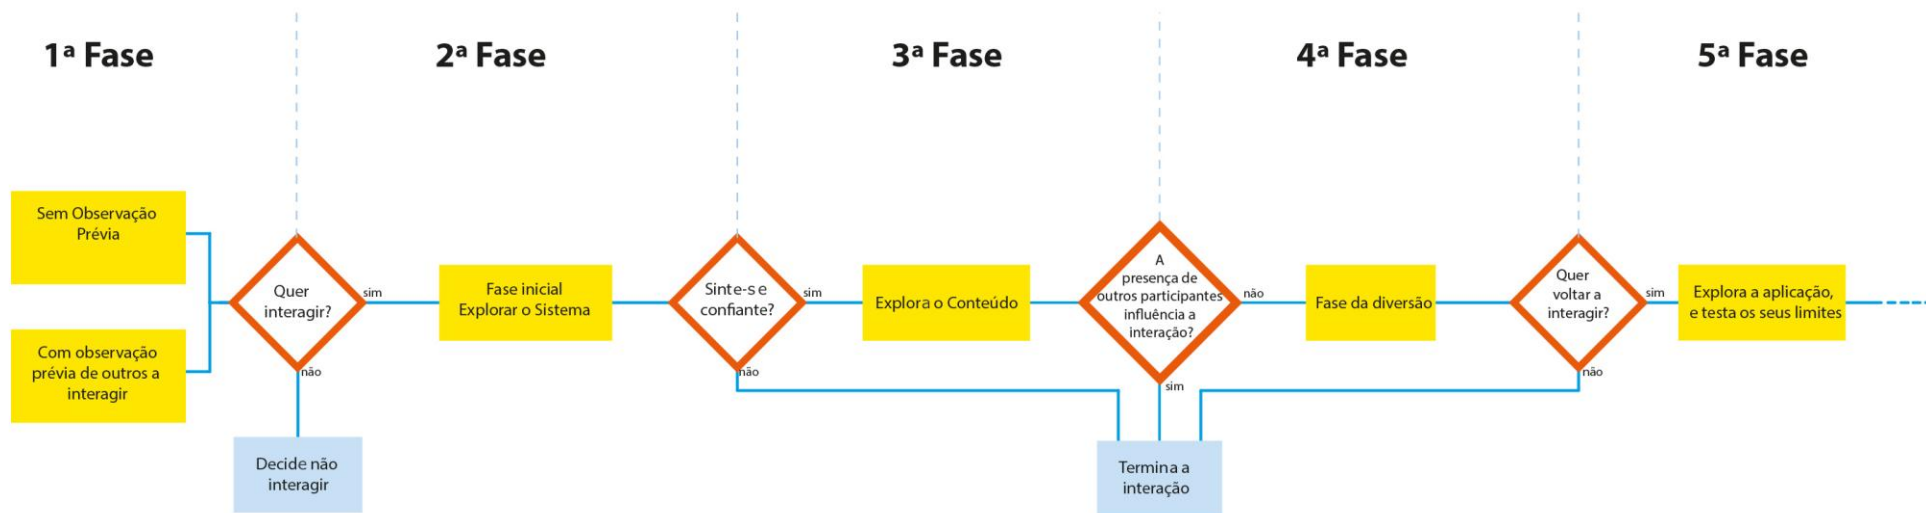 1ª Fase
2ª Fase
3ª Fase
4ª Fase
5ª Fase
Sem Observação
Prévia
Com observação
prévia de outros a
interagir
Quer
interagir?
sim
não
Decide não
interagir
Fase inicial
Explorar o Sistema
Sinte-s e
confiante?
sim
não
Explora o Conteúdo
A
presença de
outros participantes
influência a
interação?
não
sim
Termina a
interação
Fase da diversão
Quer
voltar a
interagir?
sim
não
Explora a aplicação,
e testa os seus limites